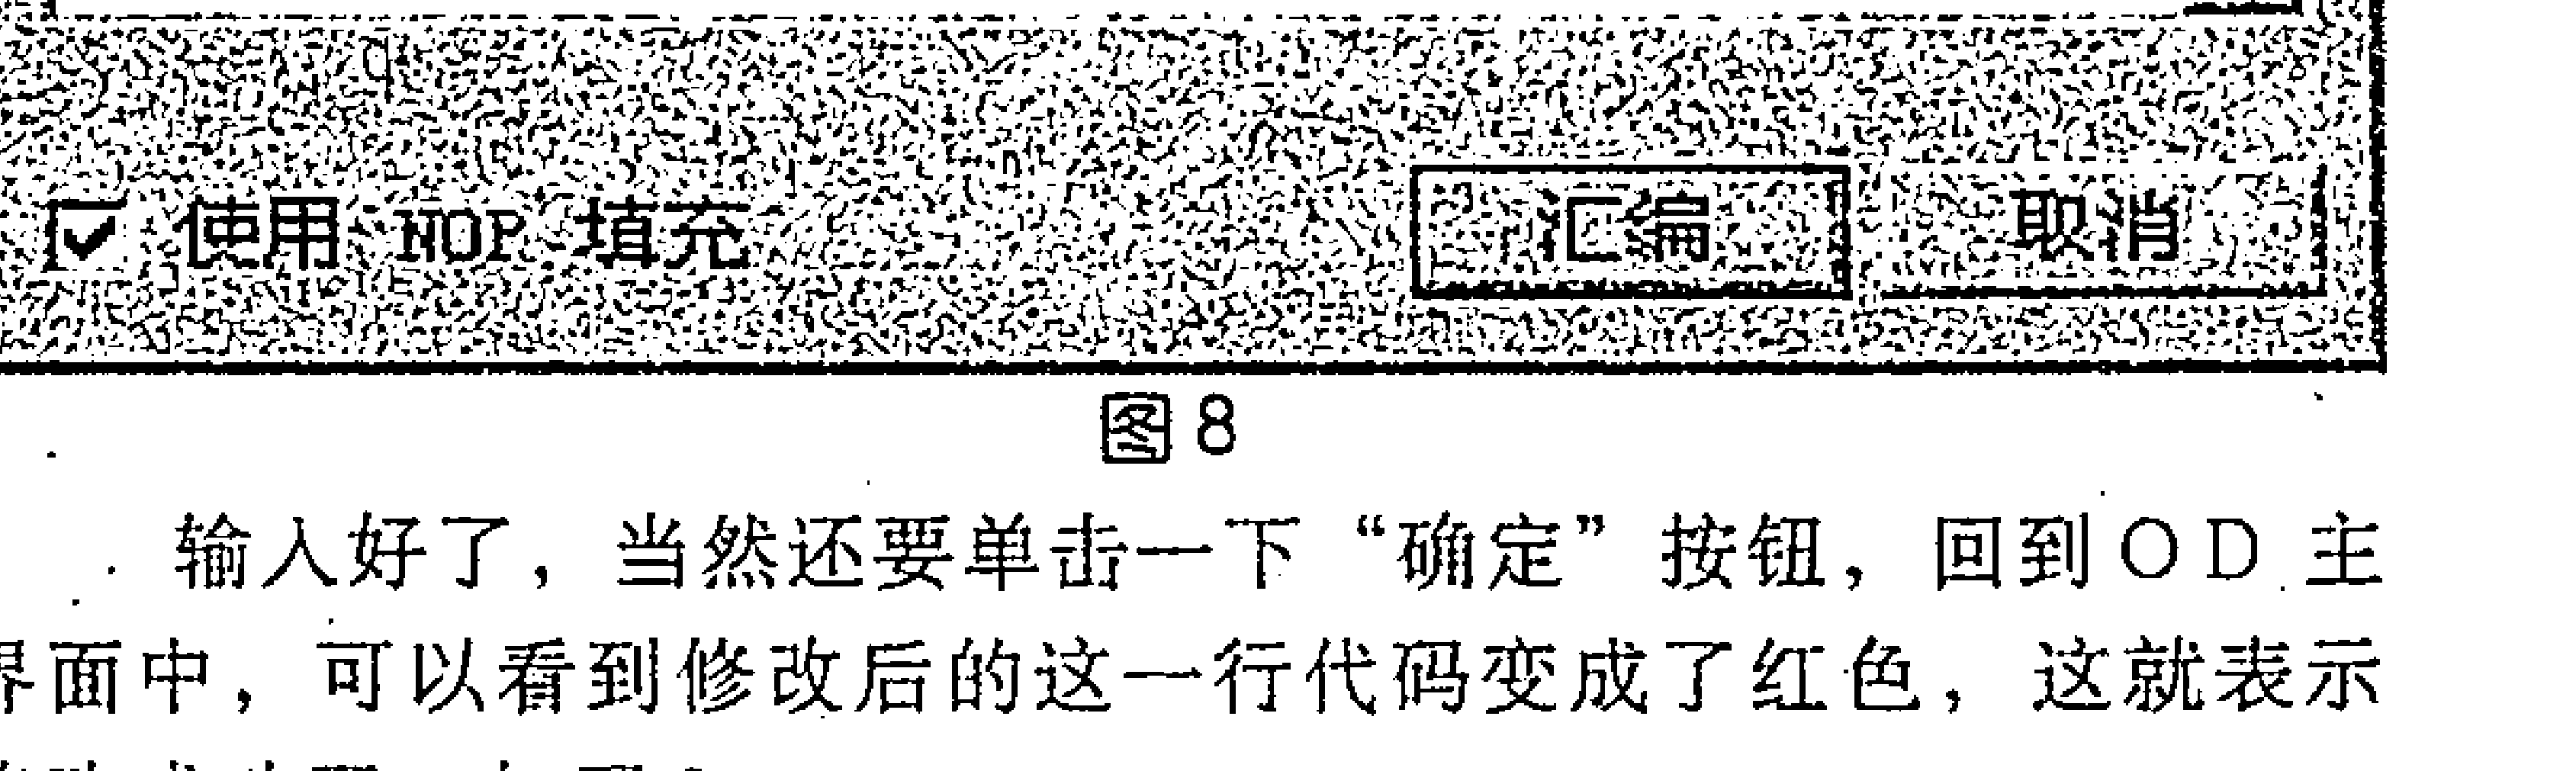 使用 NOP 填充 汇编 取消
图8
输入好了，当然还要单击一下“确定”按钮，回到OD主
界面中，可以看到修改后的这一行代码变成了红色，这就表示